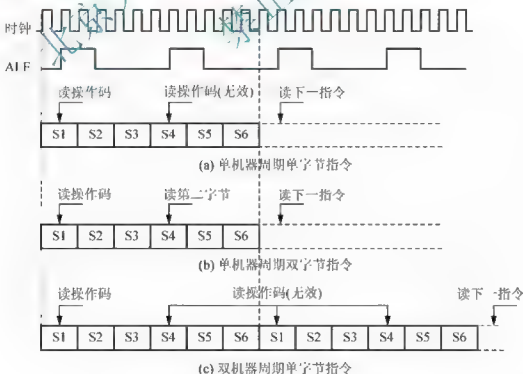 时钟
ALE
读操作码 读操作码(无效) 读下一指令
S1 S2 S3 S4 S5 S6
(a) 单机器周期单字节指令
读操作码 读第二字节 读下一指令
S1 S2 S3 S4 S5 S6
(b) 单机器周期双字节指令
读操作码 读操作码(无效) 读下一指令
S1 S2 S3 S4 S5 S6 S1 S2 S3 S4 S5 S6
(c) 双机器周期单字节指令